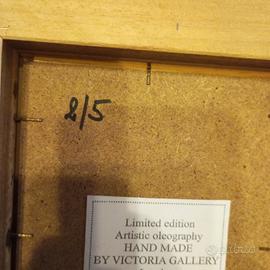 2/5
Limited edition
Artistic oleography
HAND MADE
BY VICTORIA GALLERY